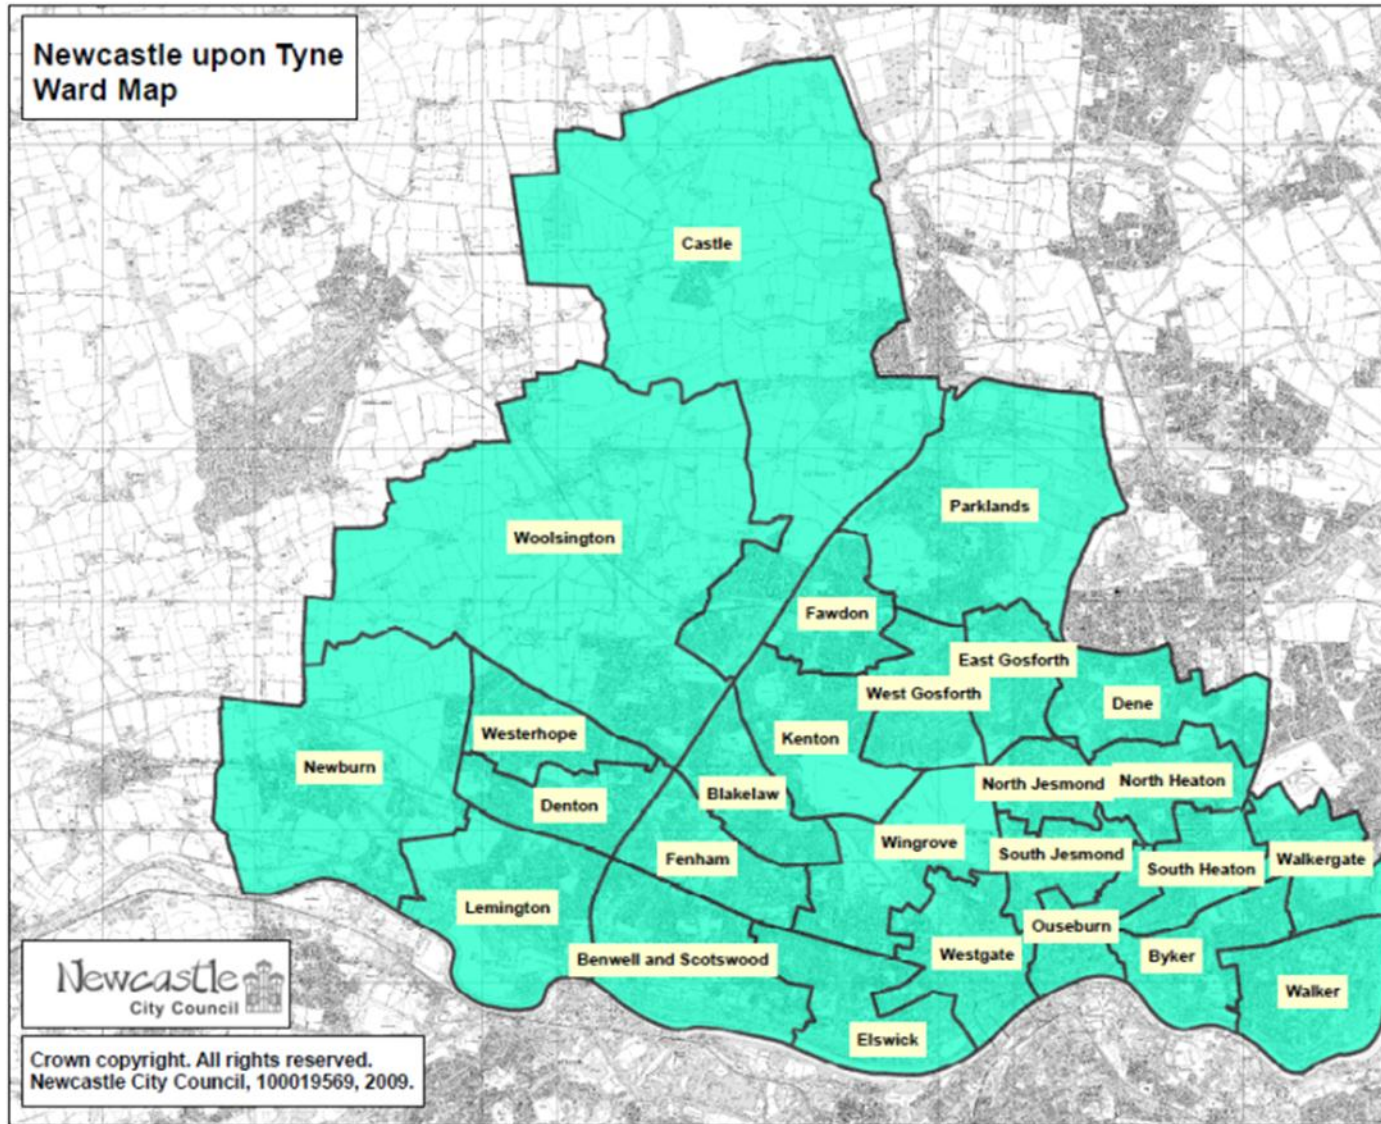 Newcastle upon Tyne
Ward Map
Castle
Parklands
Woolsington
Fawdon
East Gosforth
West Gosforth
Dene
Westerhope
Kenton
Newburn
North Jesmond
North Heaton
Blakelaw
Denton
Wingrove
South Jesmond
Fenham
Walkergate
South Heaton
Lemington
Ouseburn
Westgate
Byker
Benwell and Scotswood
Walker
Elswick
Newcastle
City Council
Crown copyright. All rights reserved.
Newcastle City Council, 100019569, 2009.